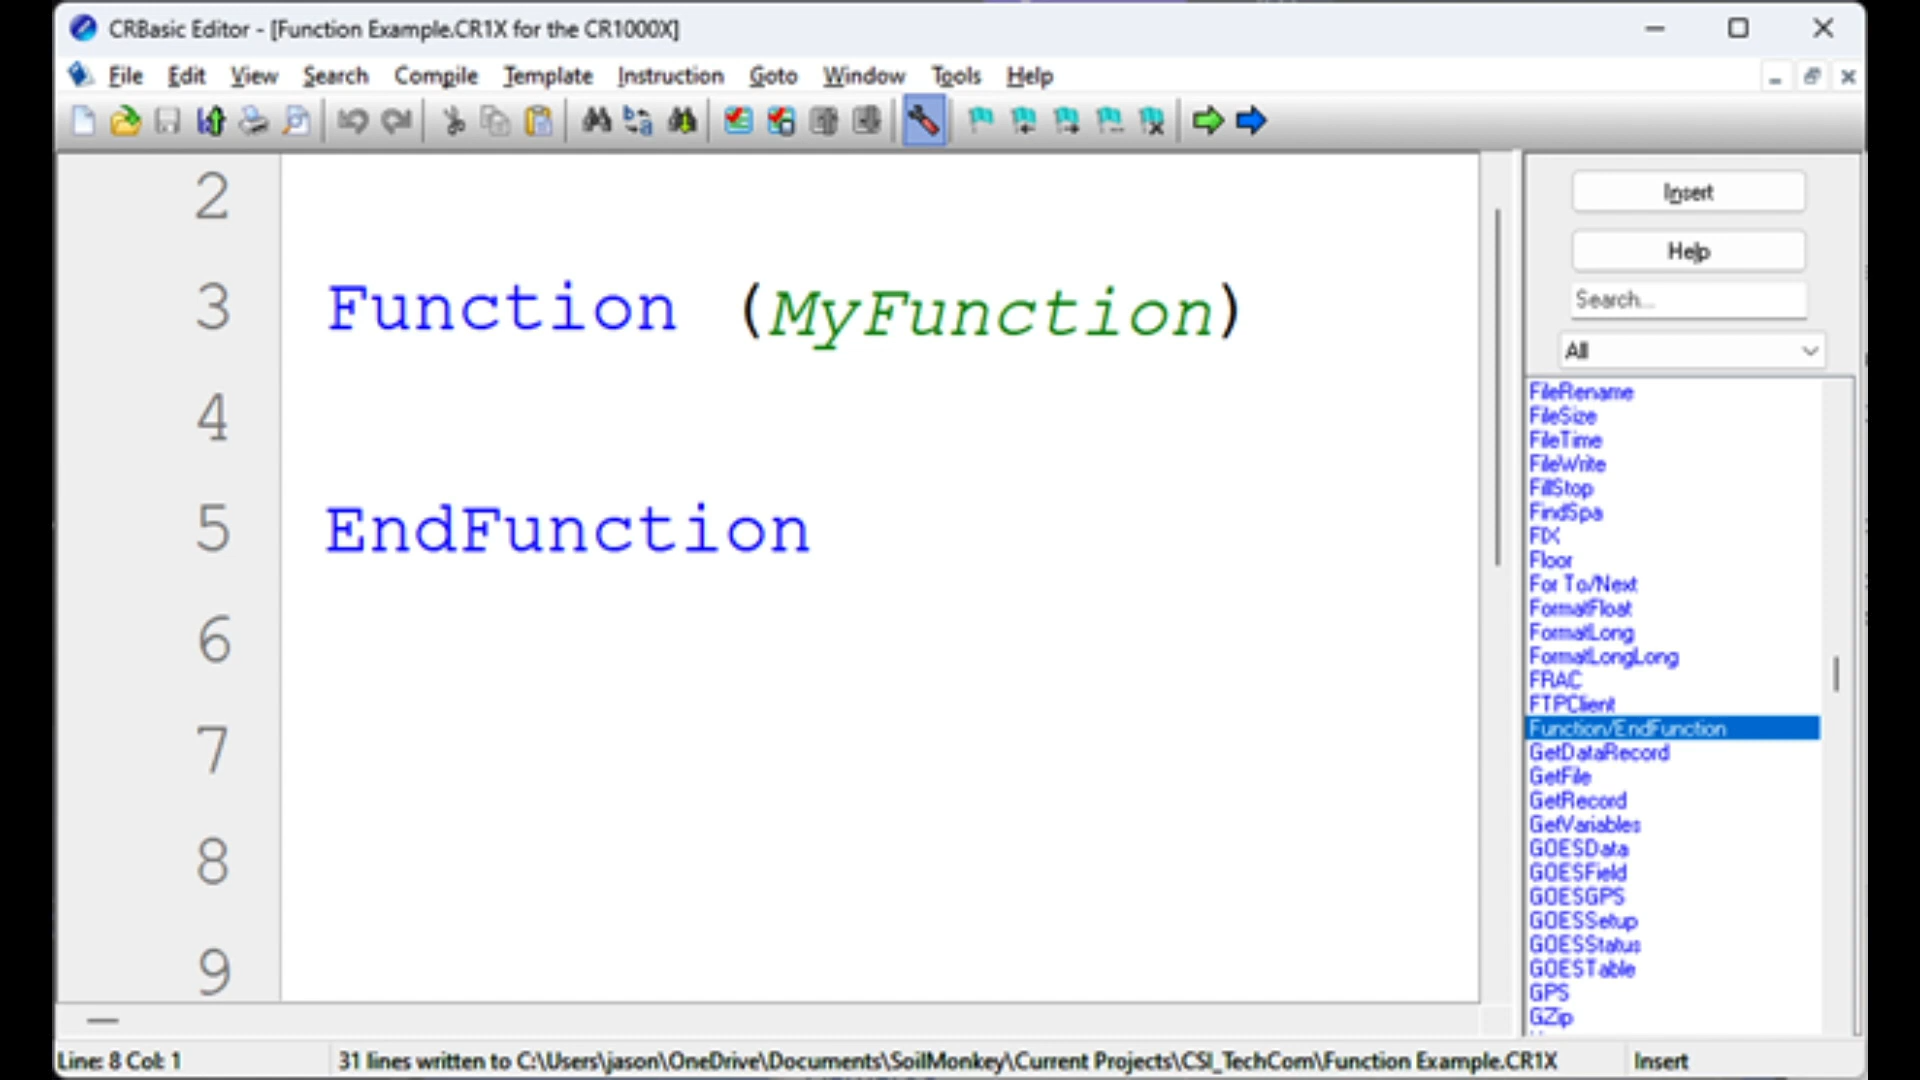 CRBasic Editor - [Function Example.CR1X for the CR1000X]
File Edit View Search Compile Template Instruction Goto Window Tools Help
2
3 Function (MyFunction)
4
5 EndFunction
6
7
8
9
Insert
Help
Search...
All
FileRename
FileSize
FileTime
FileWrite
FillStop
FindSpa
FIX
Floor
For To/Next
FormatFloat
FormatLong
FormatLongLong
FRAC
FTPClient
Function/EndFunction
GetDataRecord
GetFile
GetRecord
GetVariables
GOESData
GOESField
GOESGPS
GOESSetup
GOESStatus
GOESTable
GPS
GZip
Line: 8 Col: 1 31 lines written to C:\Users\jason\OneDrive\Documents\SoilMonkey\Current Projects\CSI_TechCom\Function Example.CR1X Insert